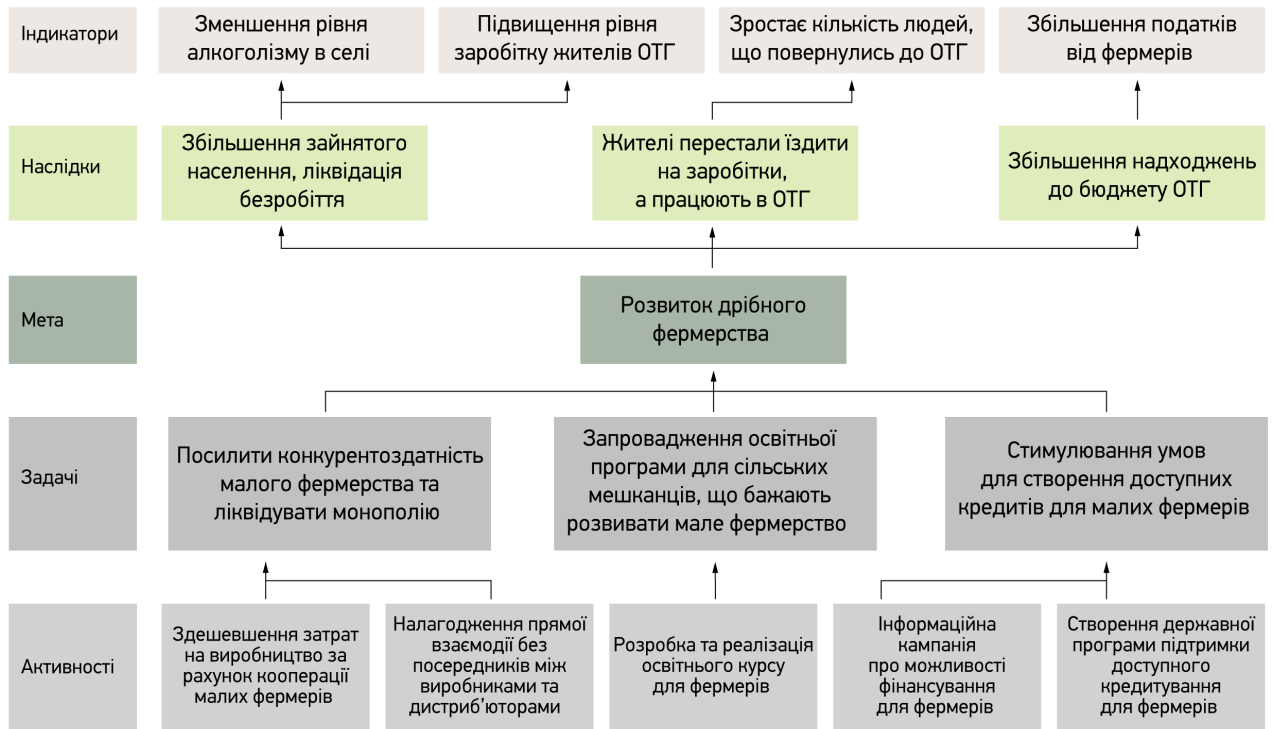 Індикатори
Зменшення рівня
алкоголізму в селі
Підвищення рівня
заробітку жителів ОТГ
Зростає кількість людей,
що повернулись до ОТГ
Збільшення податків
від фермерів
Наслідки
Збільшення зайнятого
населення, ліквідація
безробіття
Жителі перестали їздити
на заробітки,
а працюють в ОТГ
Збільшення надходжень
до бюджету ОТГ
Мета
Розвиток дрібного
фермерства
Задачі
Посилити конкурентоздатність
малого фермерства та
ліквідувати монополію
Запровадження освітньої
програми для сільських
мешканців, що бажають
розвивати мале фермерство
Стимулювання умов
для створення доступних
кредитів для малих фермерів
Активності
Здешевшення затрат
на виробництво за
рахунок кооперації
малих фермерів
Налагодження прямої
взаємодії без
посередників між
виробниками та
дистриб’юторами
Розробка та реалізація
освітнього курсу
для фермерів
Інформаційна
кампанія
про можливості
фінансування
для фермерів
Створення державної
програми підтримки
доступного
кредитування
для фермерів